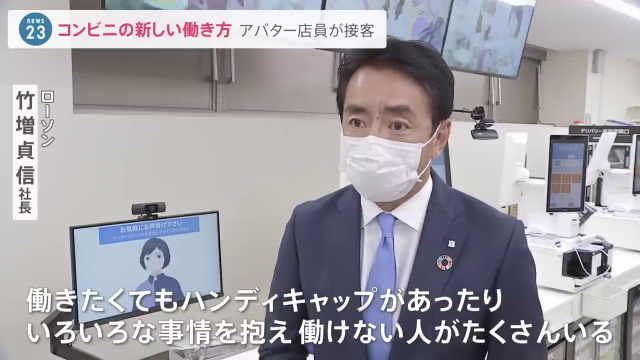 news
23
コンビニの新しい働き方 アバター店員が接客
ローソン
竹増貞信社長
お気軽にお声掛け下さい
働きたくてもハンディキャップがあったり
いろいろな事情を抱え 働けない人がたくさんいる